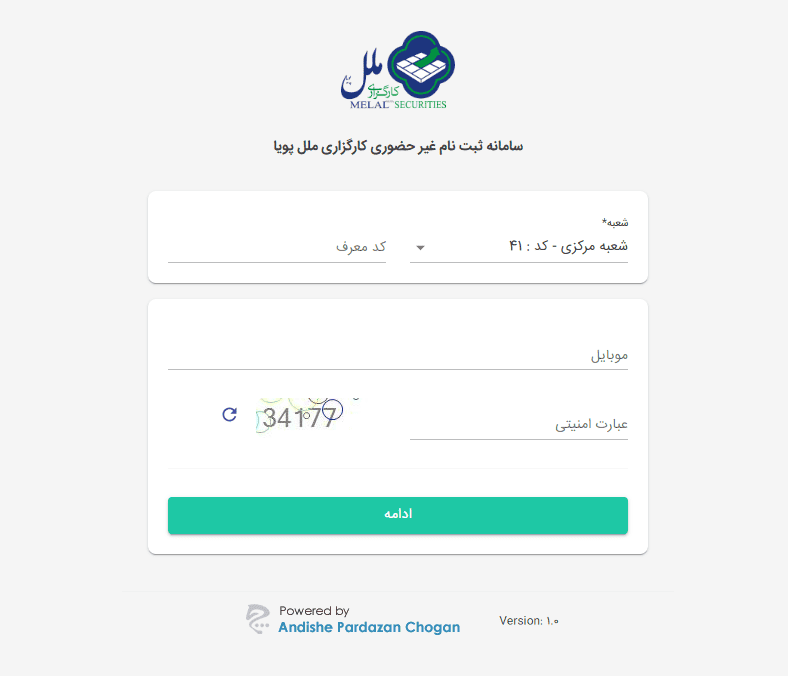 ملل
کارگزاری
MELAL SECURITIES
سامانه ثبت نام غیر حضوری کارگزاری ملل پویا
شعبه*
شعبه مرکزی - کد : ۴۱
کد معرف
موبایل
عبارت امنیتی
34177
ادامه
Powered by
Andishe Pardazan Chogan
Version: ۱.۰